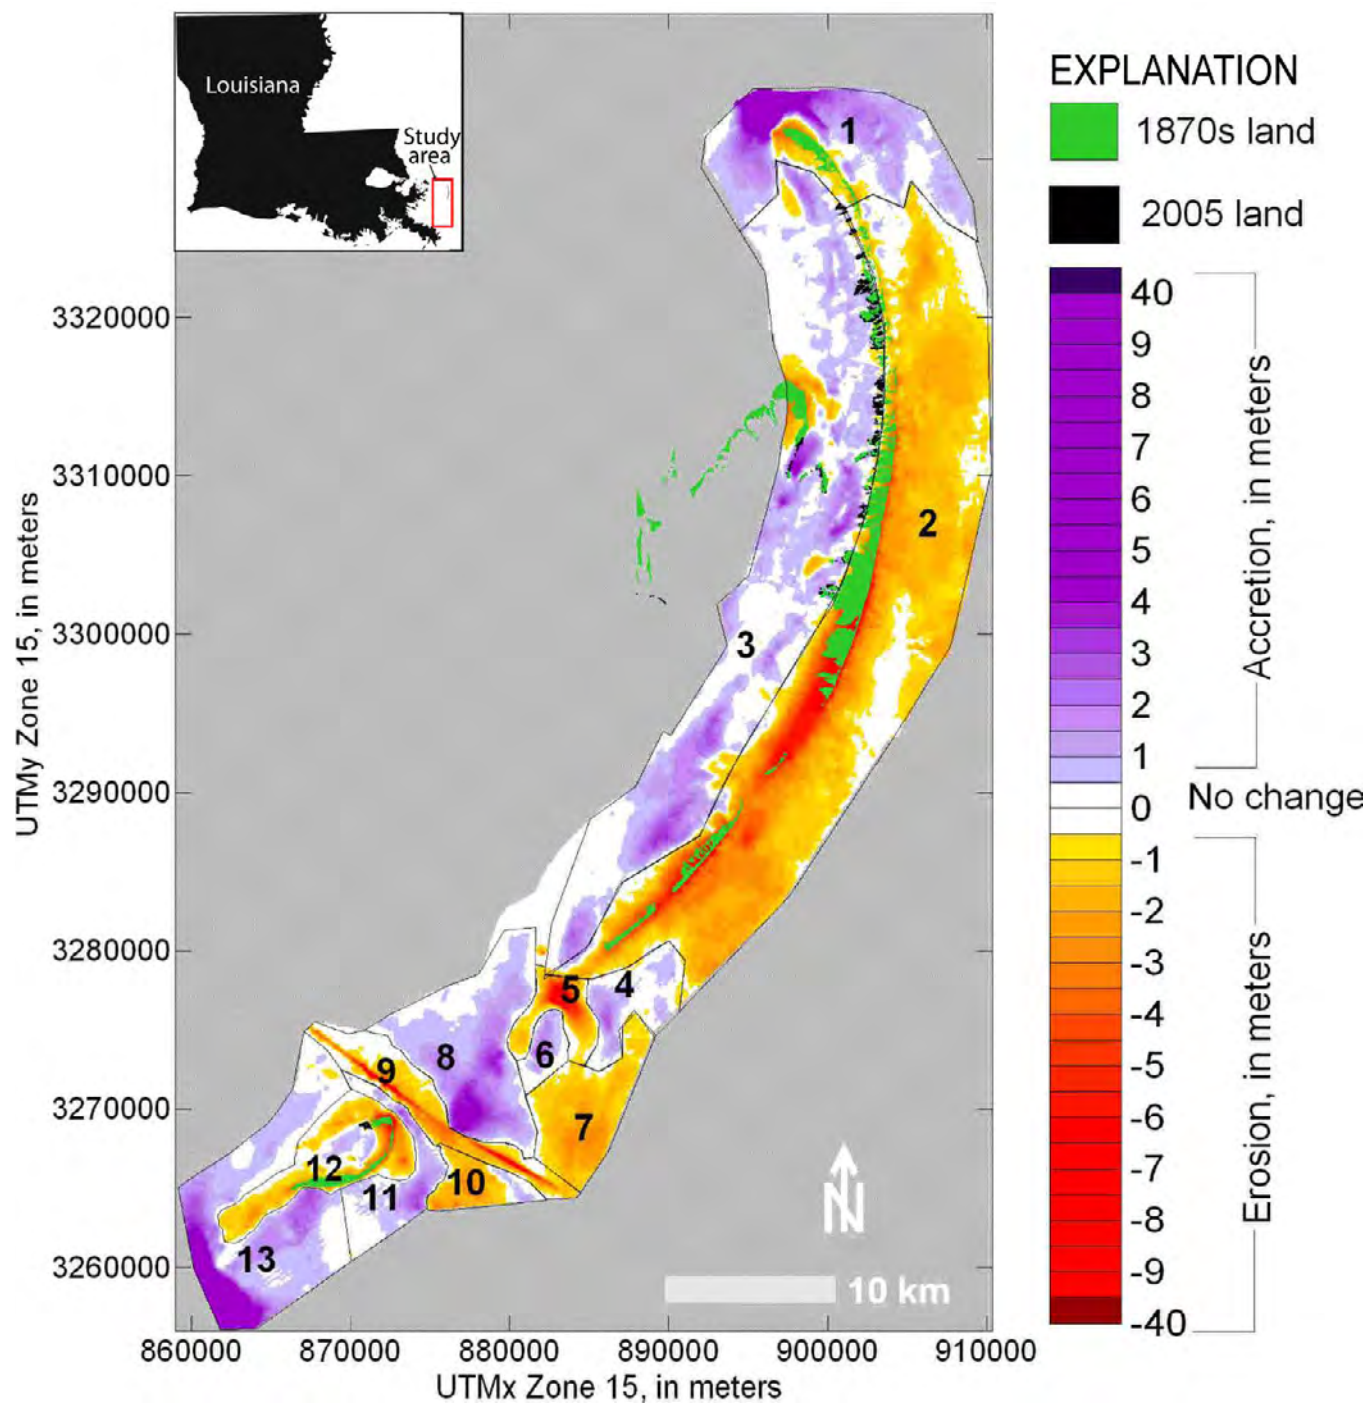 Louisiana
Study
area
EXPLANATION
1870s land
2005 land
40
9
8
7
6
5
4
3
2
1
0
-1
-2
-3
-4
-5
-6
-7
-8
-9
-40
Accretion, in meters
No change
Erosion, in meters
1
2
3
4
5
6
7
8
9
10
11
12
13
N
10 km
3320000
3310000
3300000
3290000
3280000
3270000
3260000
UTMy Zone 15, in meters
860000 870000 880000 890000 900000 910000
UTMx Zone 15, in meters